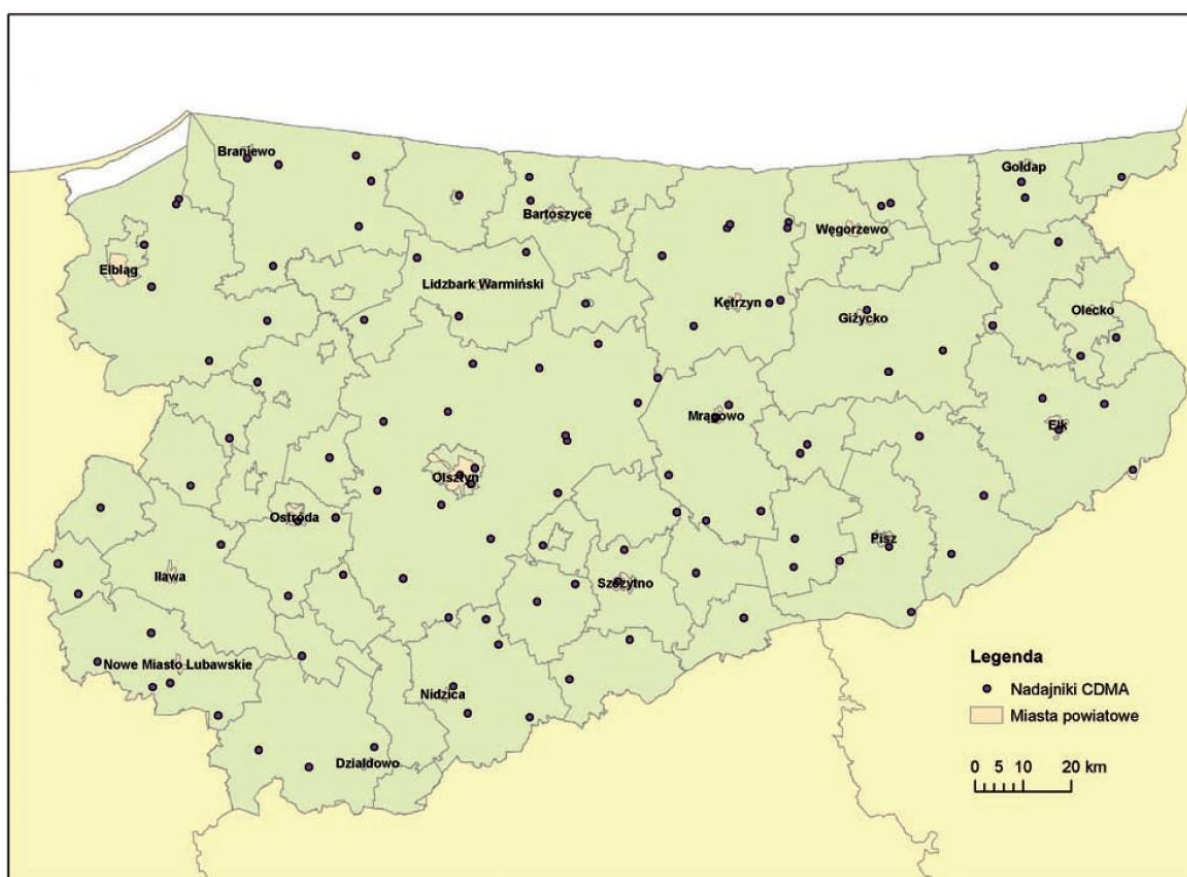 Braniewo
Gołdap
Bartoszyce
Węgorzewo
Elbląg
Lidzbark Warmiński
Kętrzyn
Giżycko
Olecko
Mrągowo
Ełk
Olsztyn
Ostróda
Pisz
Iława
Szczytno
Nowe Miasto Lubawskie
Nidzica
Działdowo
Legenda
Nadajniki CDMA
Miasta powiatowe
0 5 10 20 km